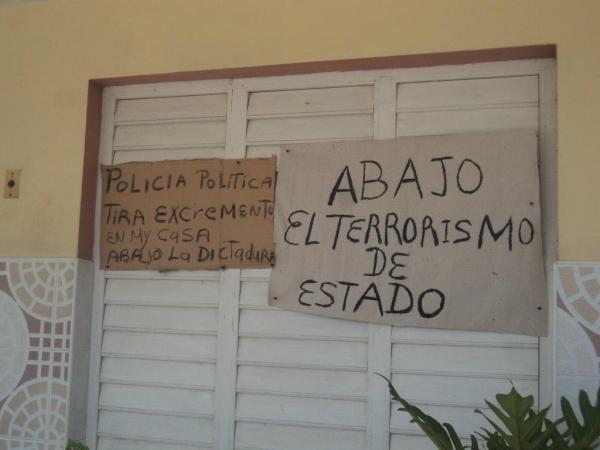 POLICIA POLITICA
TIRA EXCREMENTO
EN MY CASA
ABAJO LA DICTADURA
ABAJO
EL TERRORISMO
DE
ESTADO